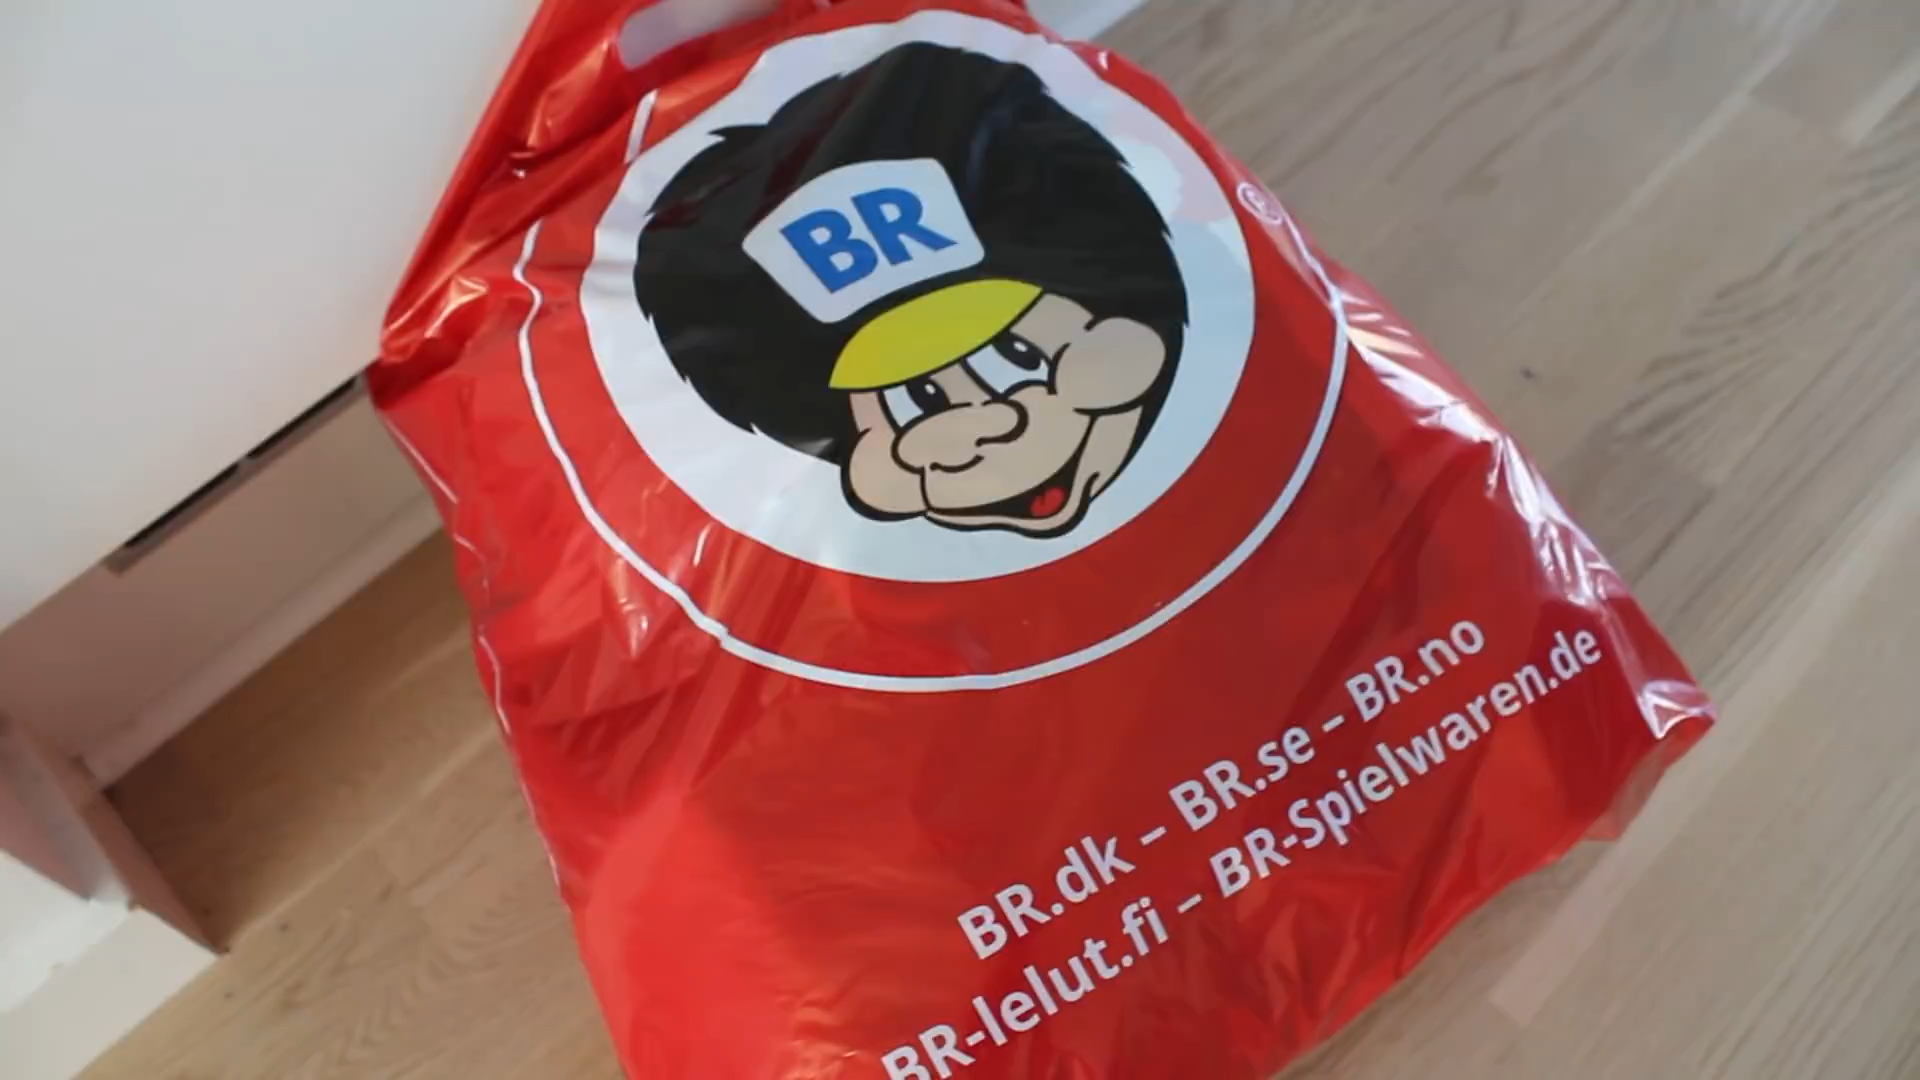 BR
®
BR.dk – BR.se – BR.no
BR-lelut.fi – BR-Spielwaren.de